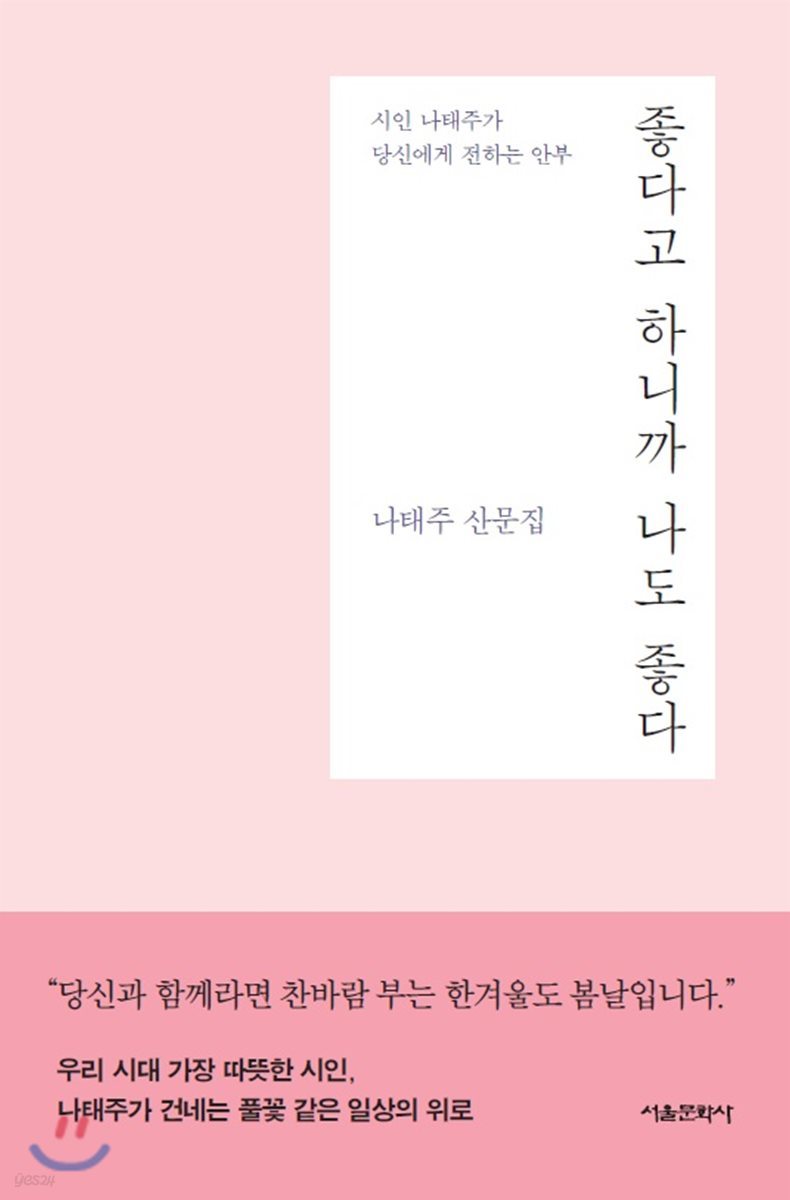 시인 나태주가
당신에게 전하는 안부
좋다고 하니까 나도 좋다
나태주 산문집
“당신과 함께라면 찬바람 부는 한겨울도 봄날입니다.”
우리 시대 가장 따뜻한 시인,
나태주가 건네는 풀꽃 같은 일상의 위로
서울문화사
yes24